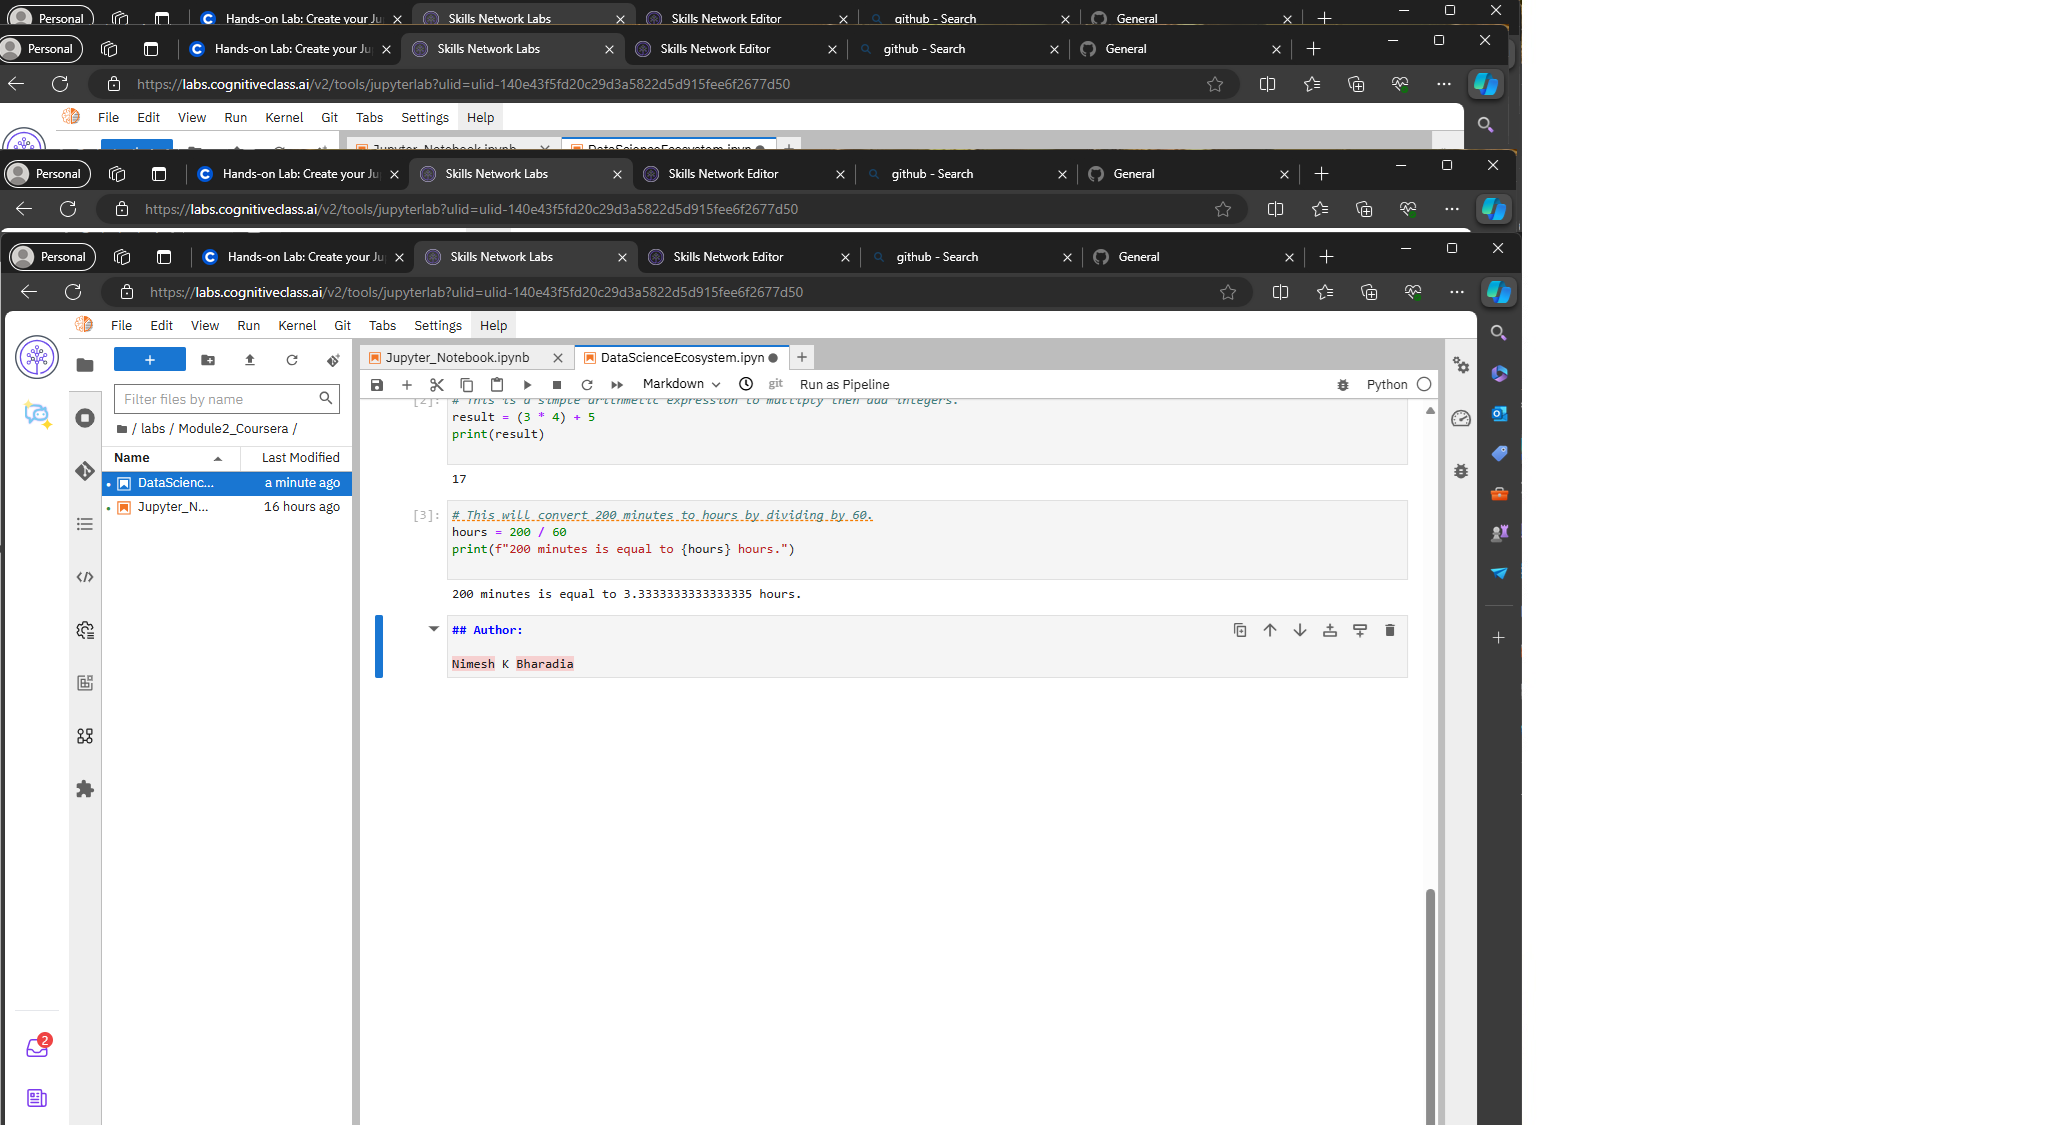 Personal Hands-on Lab: Create your Ju Skills Network Labs Skills Network Editor github - Search General
Personal Hands-on Lab: Create your Ju Skills Network Labs Skills Network Editor github - Search General
https://labs.cognitiveclass.ai/v2/tools/jupyterlab?ulid=ulid-140e43f5fd20c29d3a5822d5d915fee6f2677d50
File Edit View Run Kernel Git Tabs Settings Help
Jupyter_Notebook.ipynb DataScienceEcosystem.ipyn
Personal Hands-on Lab: Create your Ju Skills Network Labs Skills Network Editor github - Search General
https://labs.cognitiveclass.ai/v2/tools/jupyterlab?ulid=ulid-140e43f5fd20c29d3a5822d5d915fee6f2677d50
Personal Hands-on Lab: Create your Ju Skills Network Labs Skills Network Editor github - Search General
https://labs.cognitiveclass.ai/v2/tools/jupyterlab?ulid=ulid-140e43f5fd20c29d3a5822d5d915fee6f2677d50
File Edit View Run Kernel Git Tabs Settings Help
Jupyter_Notebook.ipynb DataScienceEcosystem.ipyn
Markdown git Run as Pipeline Python
Filter files by name
/ labs / Module2_Coursera /
Name Last Modified
DataScienc... a minute ago
Jupyter_N... 16 hours ago
[2]: # This is a simple arithmetic expression to multiply then add integers.
result = (3 * 4) + 5
print(result)
17
[3]: # This will convert 200 minutes to hours by dividing by 60.
hours = 200 / 60
print(f"200 minutes is equal to {hours} hours.")
200 minutes is equal to 3.3333333333333335 hours.
## Author:
Nimesh K Bharadia
2